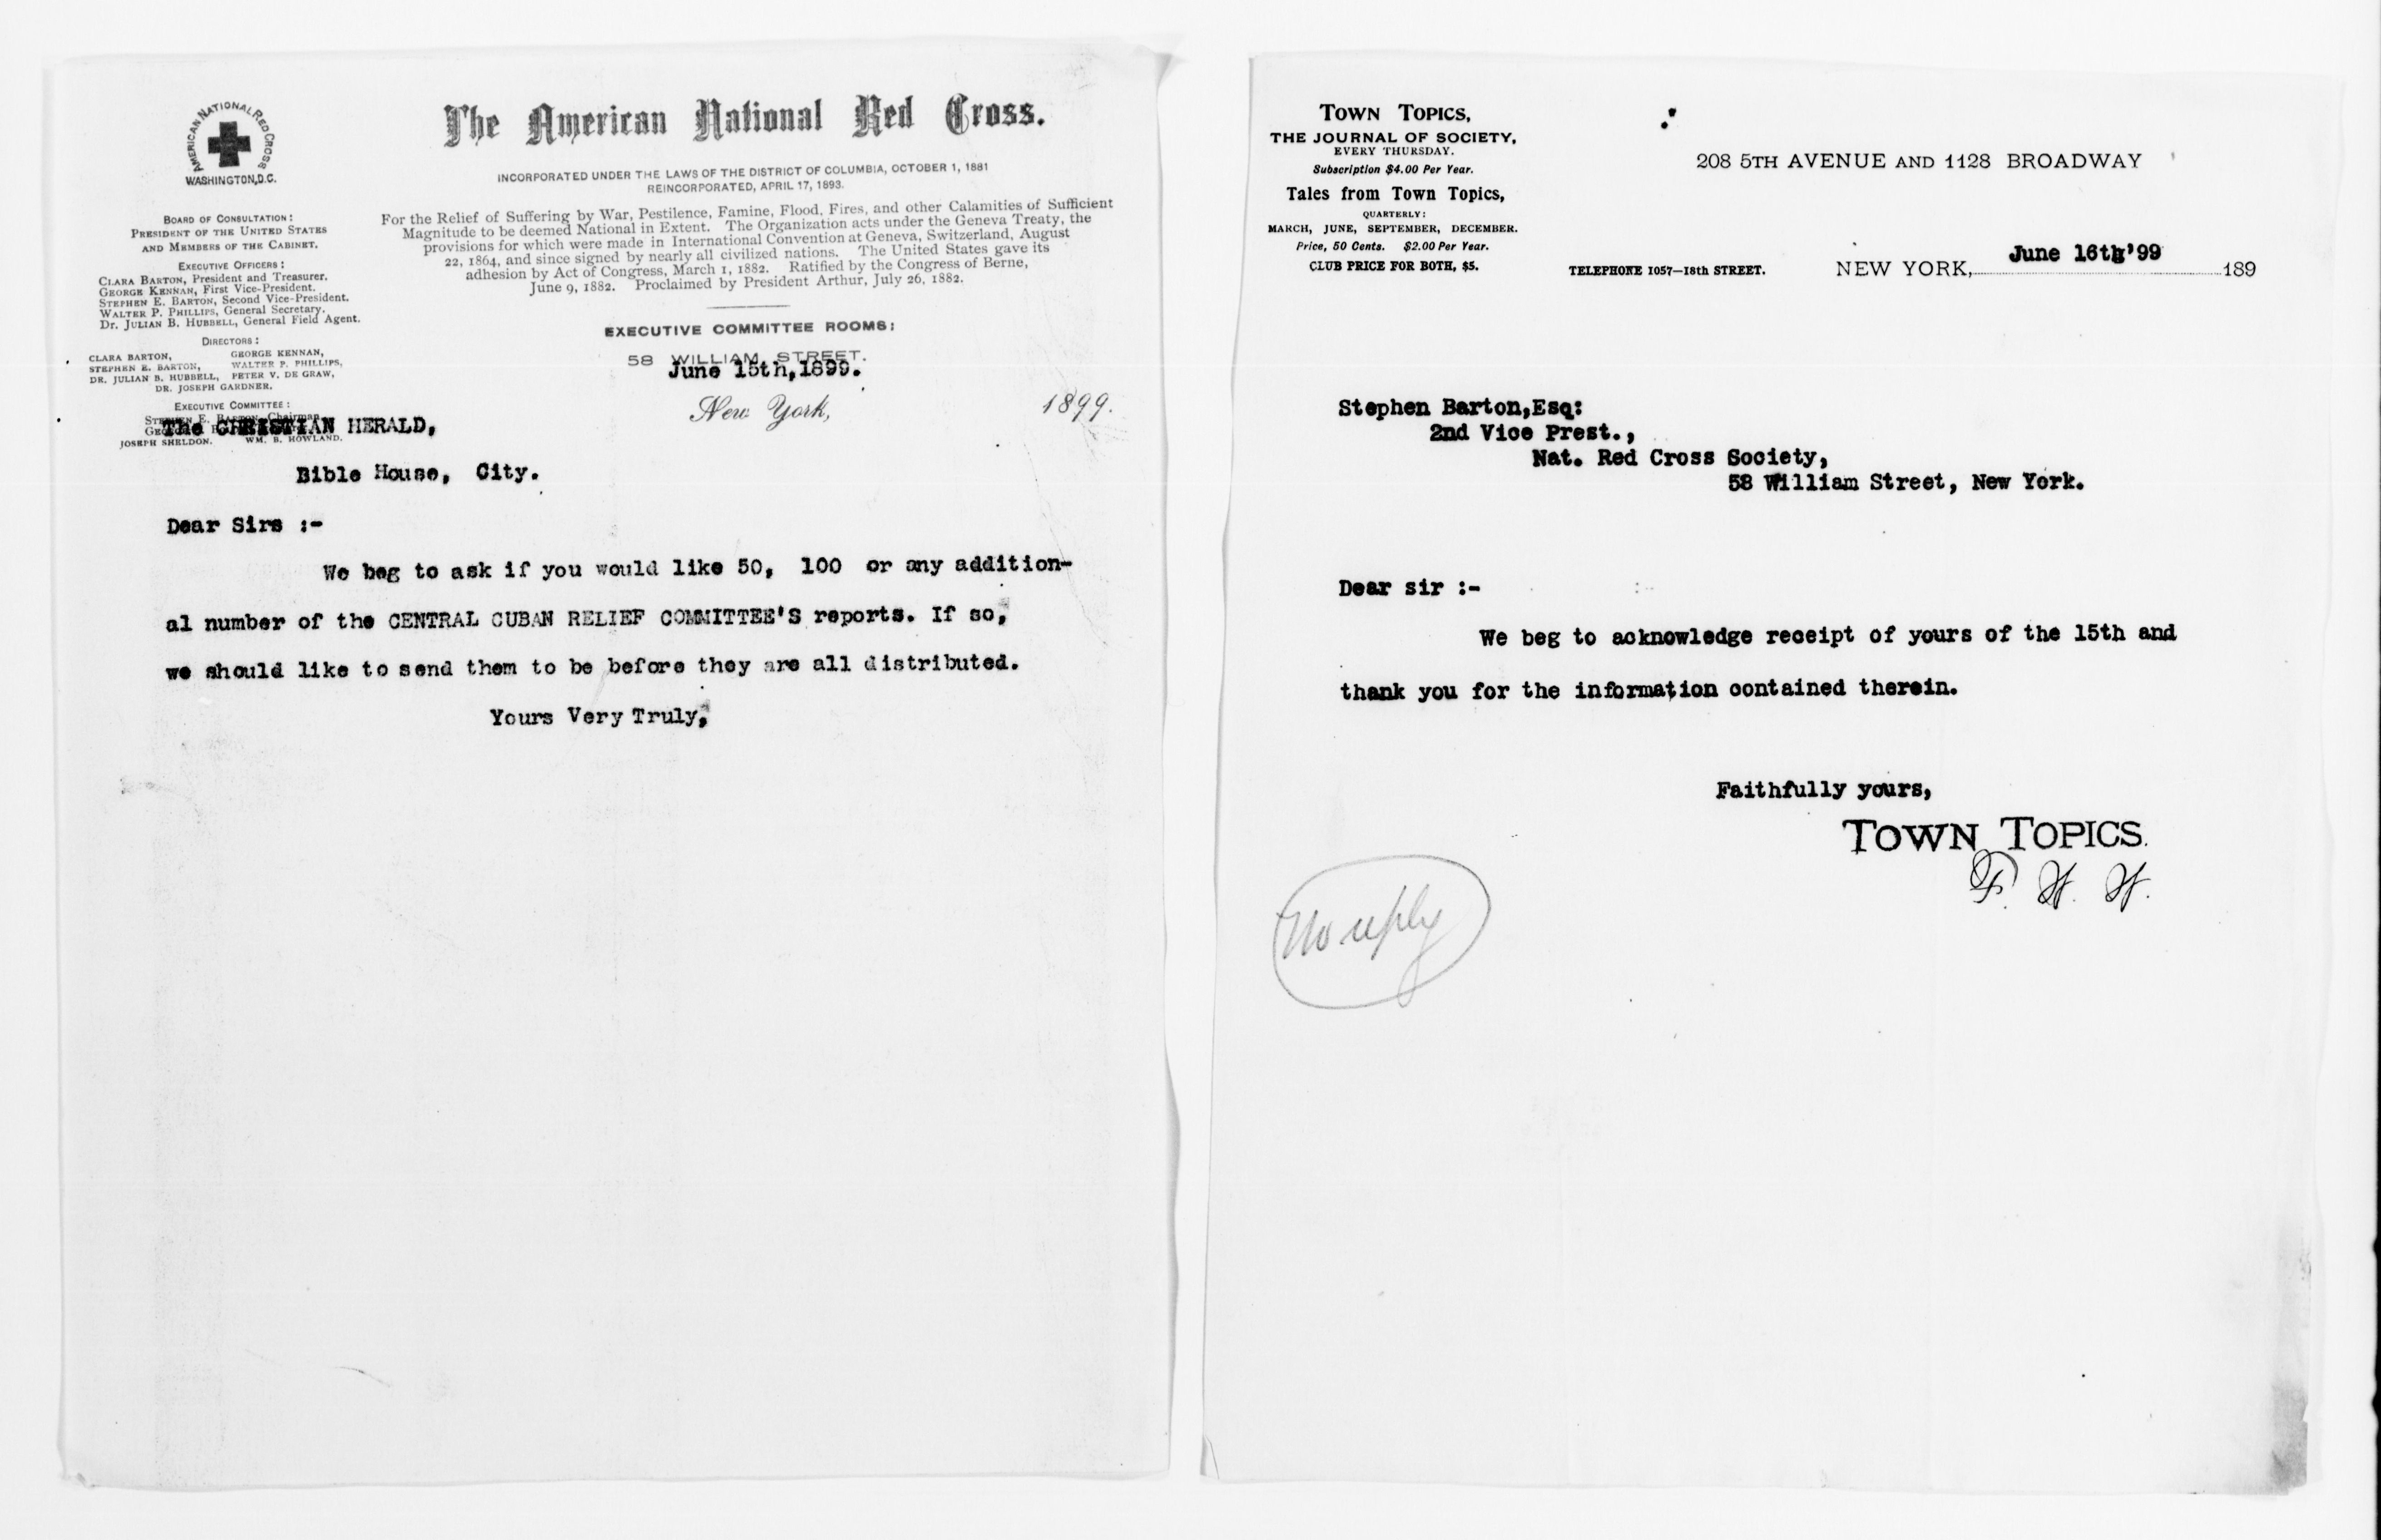 AMERICAN NATIONAL RED CROSS
WASHINGTON, D.C.
The American National Red Cross.
INCORPORATED UNDER THE LAWS OF THE DISTRICT OF COLUMBIA, OCTOBER 1, 1881
REINCORPORATED, APRIL 17, 1893.
For the Relief of Suffering by War, Pestilence, Famine, Flood, Fires, and other Calamities of Sufficient
Magnitude to be deemed National in Extent. The Organization acts under the Geneva Treaty, the
provisions for which were made in International Convention at Geneva, Switzerland, August
22, 1864, and since signed by nearly all civilized nations. The United States gave its
adhesion by Act of Congress, March 1, 1882. Ratified by the Congress of Berne,
June 9, 1882. Proclaimed by President Arthur, July 26, 1882.
BOARD OF CONSULTATION:
PRESIDENT OF THE UNITED STATES
AND MEMBERS OF THE CABINET.
EXECUTIVE OFFICERS:
CLARA BARTON, President and Treasurer.
GEORGE KENNAN, First Vice-President.
STEPHEN E. BARTON, Second Vice-President.
WALTER P. PHILLIPS, General Secretary.
Dr. JULIAN B. HUBBELL, General Field Agent.
DIRECTORS:
CLARA BARTON, GEORGE KENNAN,
STEPHEN E. BARTON, WALTER P. PHILLIPS,
DR. JULIAN B. HUBBELL, PETER V. DE GRAW,
DR. JOSEPH GARDNER.
EXECUTIVE COMMITTEE:
STEPHEN E. BARTON, Chairman
JOSEPH SHELDON. WM. B. HOWLAND.
EXECUTIVE COMMITTEE ROOMS:
58 WILLIAM STREET.
June 15th, 1899.
New York, 1899.
The CHRISTIAN HERALD,
Bible House, City.
Dear Sirs :-
We beg to ask if you would like 50, 100 or any addition-
al number of the CENTRAL CUBAN RELIEF COMMITTEE'S reports. If so,
we should like to send them to be before they are all distributed.
Yours Very Truly,
TOWN TOPICS,
THE JOURNAL OF SOCIETY,
EVERY THURSDAY.
Subscription $4.00 Per Year.
Tales from Town Topics,
QUARTERLY:
MARCH, JUNE, SEPTEMBER, DECEMBER.
Price, 50 Cents. $2.00 Per Year.
CLUB PRICE FOR BOTH, $5.
208 5TH AVENUE AND 1128 BROADWAY
TELEPHONE 1057—18th STREET.
NEW YORK, June 16th '99 189
Stephen Barton,Esq:
2nd Vice Prest.,
Nat. Red Cross Society,
58 William Street, New York.
Dear sir :-
We beg to acknowledge receipt of yours of the 15th and
thank you for the information contained therein.
Faithfully yours,
TOWN TOPICS.
No reply